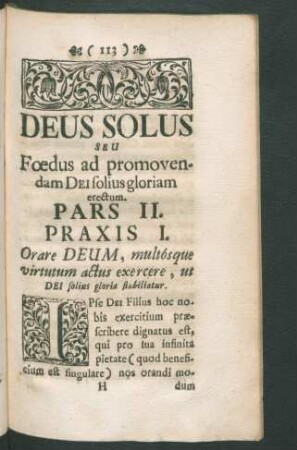 ( 113 )
DEUS SOLUS
SEU
Fœdus ad promoven-
dam DEI solius gloriam
erectum.
PARS II.
PRAXIS I.
Orare DEUM, multósque
virtutum actus exercere, ut
DEI solius gloria stabiliatur.
IPse DEI Filius hoc no-
bis exercitium præ-
scribere dignatus est,
qui pro sua infinita
pietate (quod benefi-
cium est singulare) nos orandi mo-
H dum